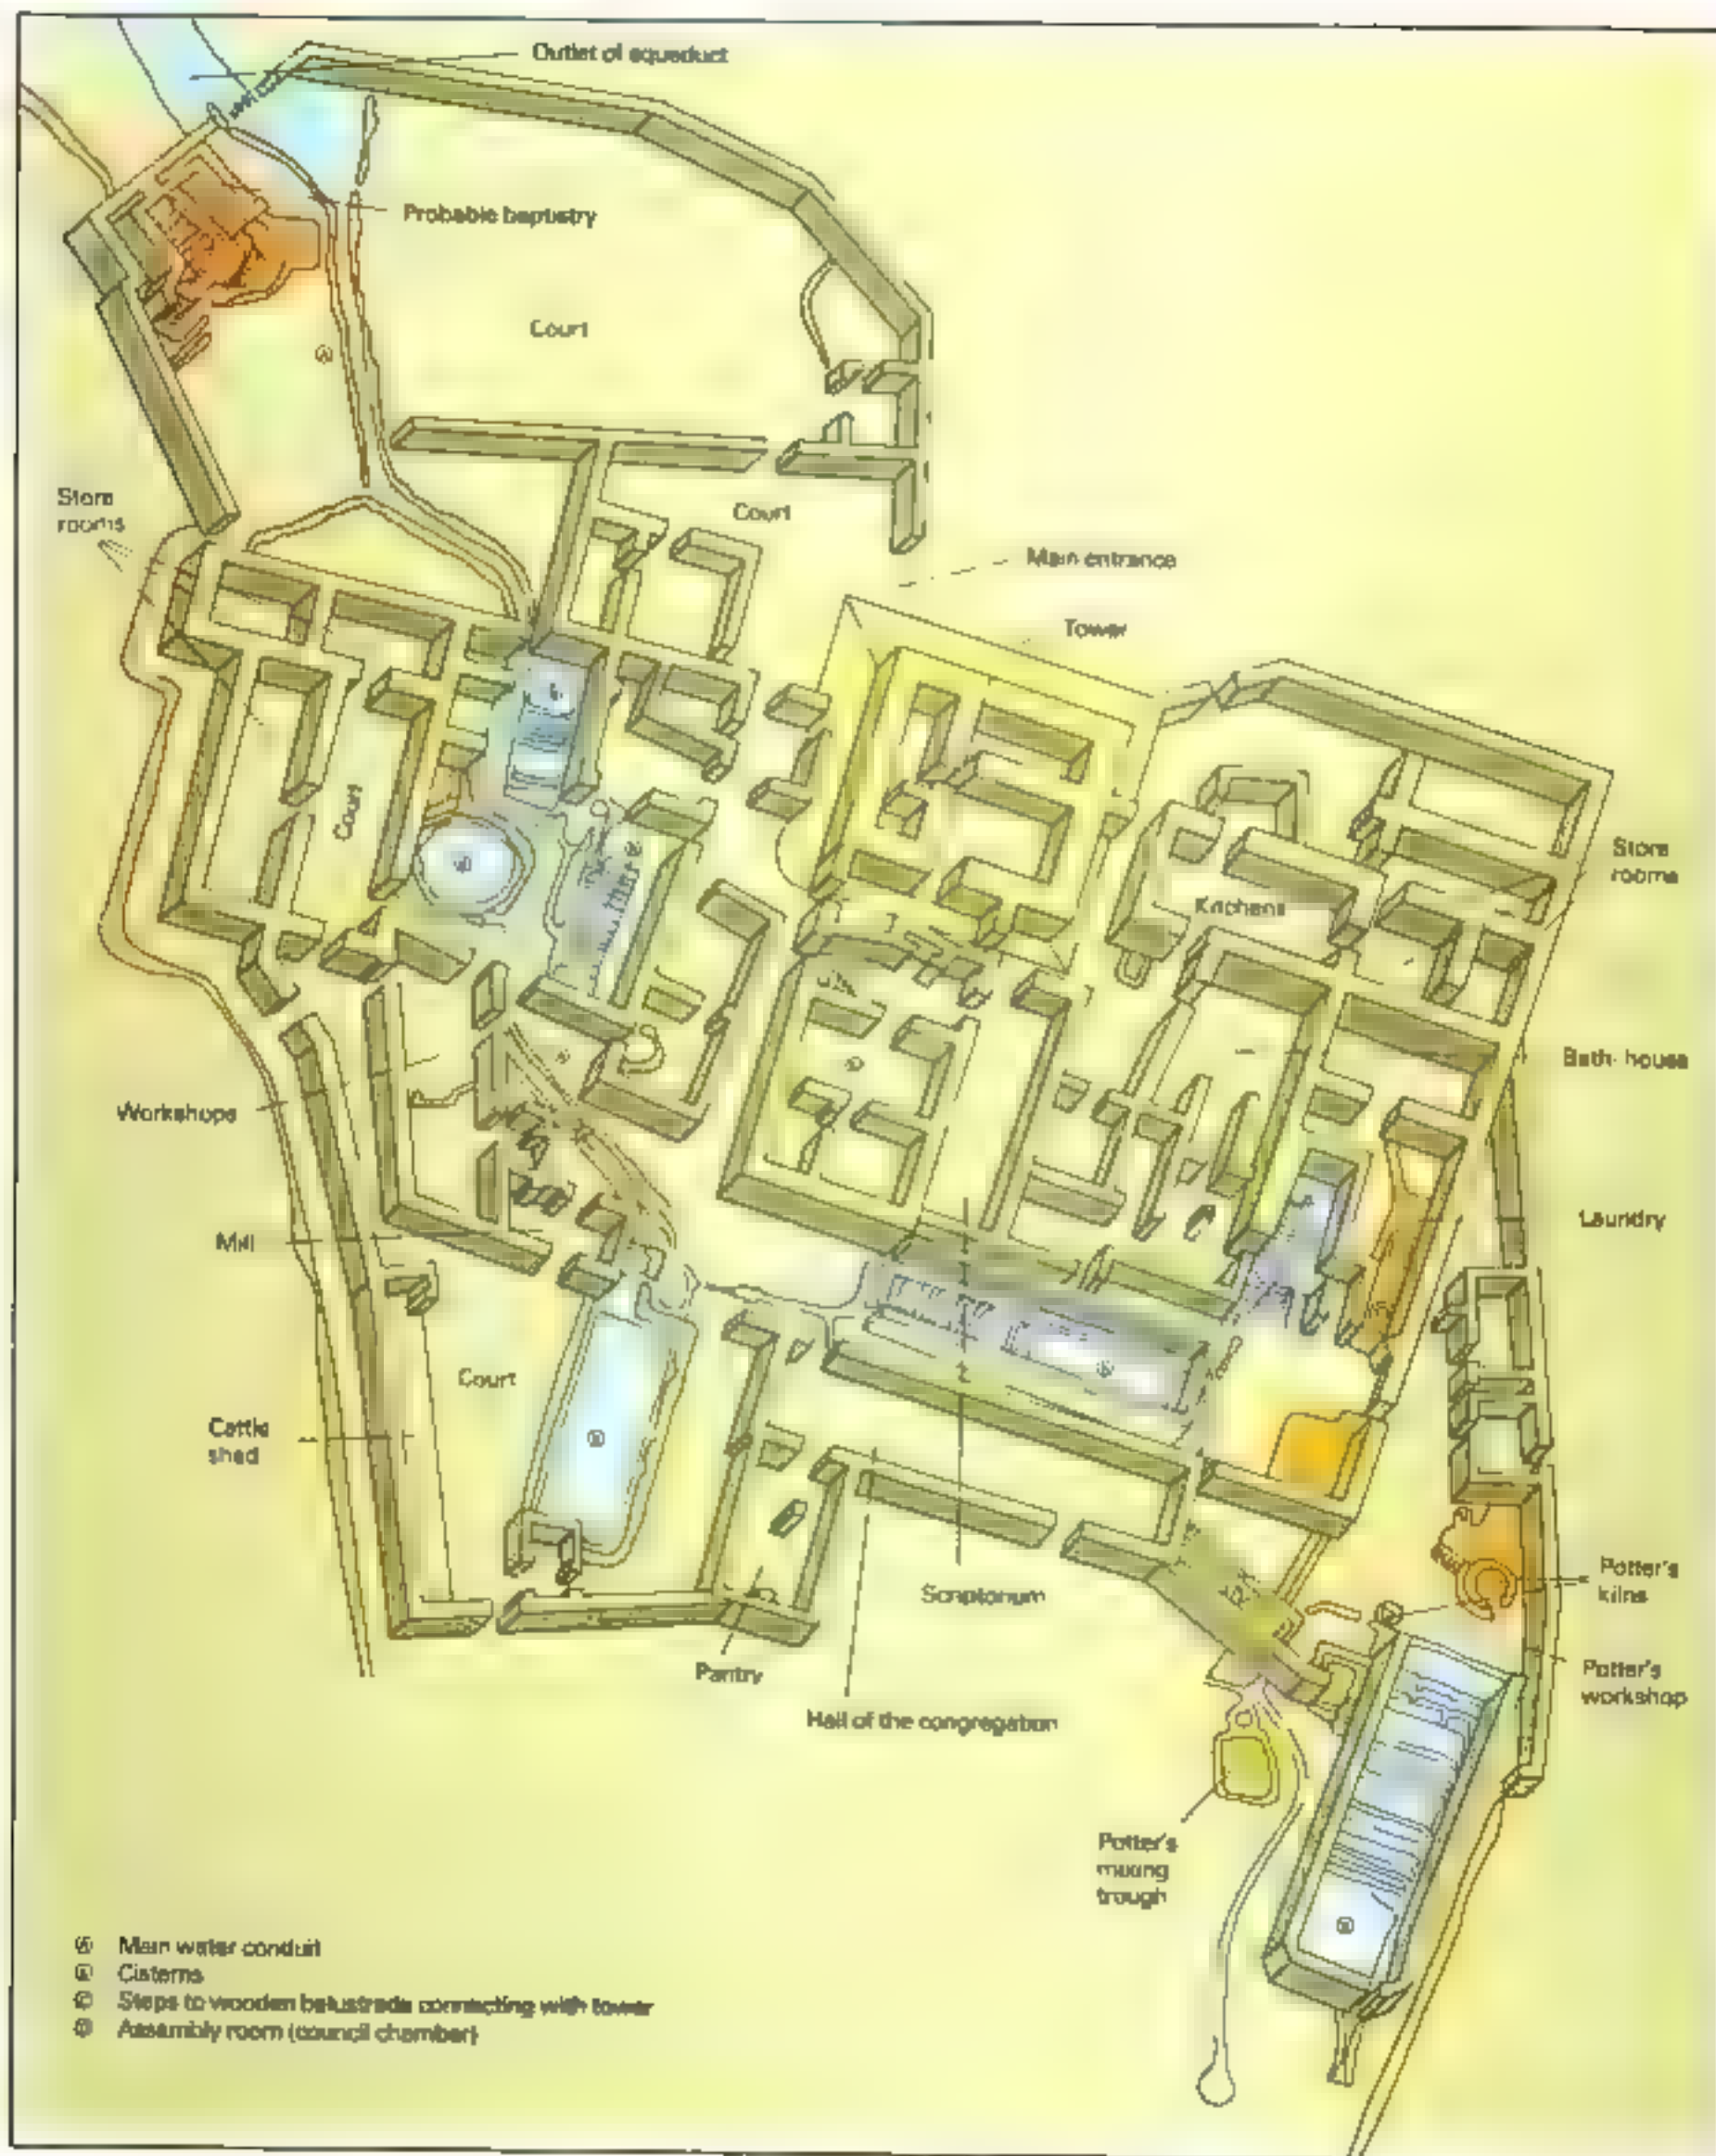 Outlet of aqueduct
Probable baptistry
Court
Store
rooms
Court
Main entrance
Tower
Court
Store
rooms
Kitchens
Bath-house
Workshops
Laundry
Mill
Court
Cattle
shed
Scriptorium
Potter's
kilns
Pantry
Potter's
workshop
Hall of the congregation
Potter's
mixing
trough
A Main water conduit
B Cisterns
C Steps to wooden balustrade connecting with tower
D Assembly room (council chamber)